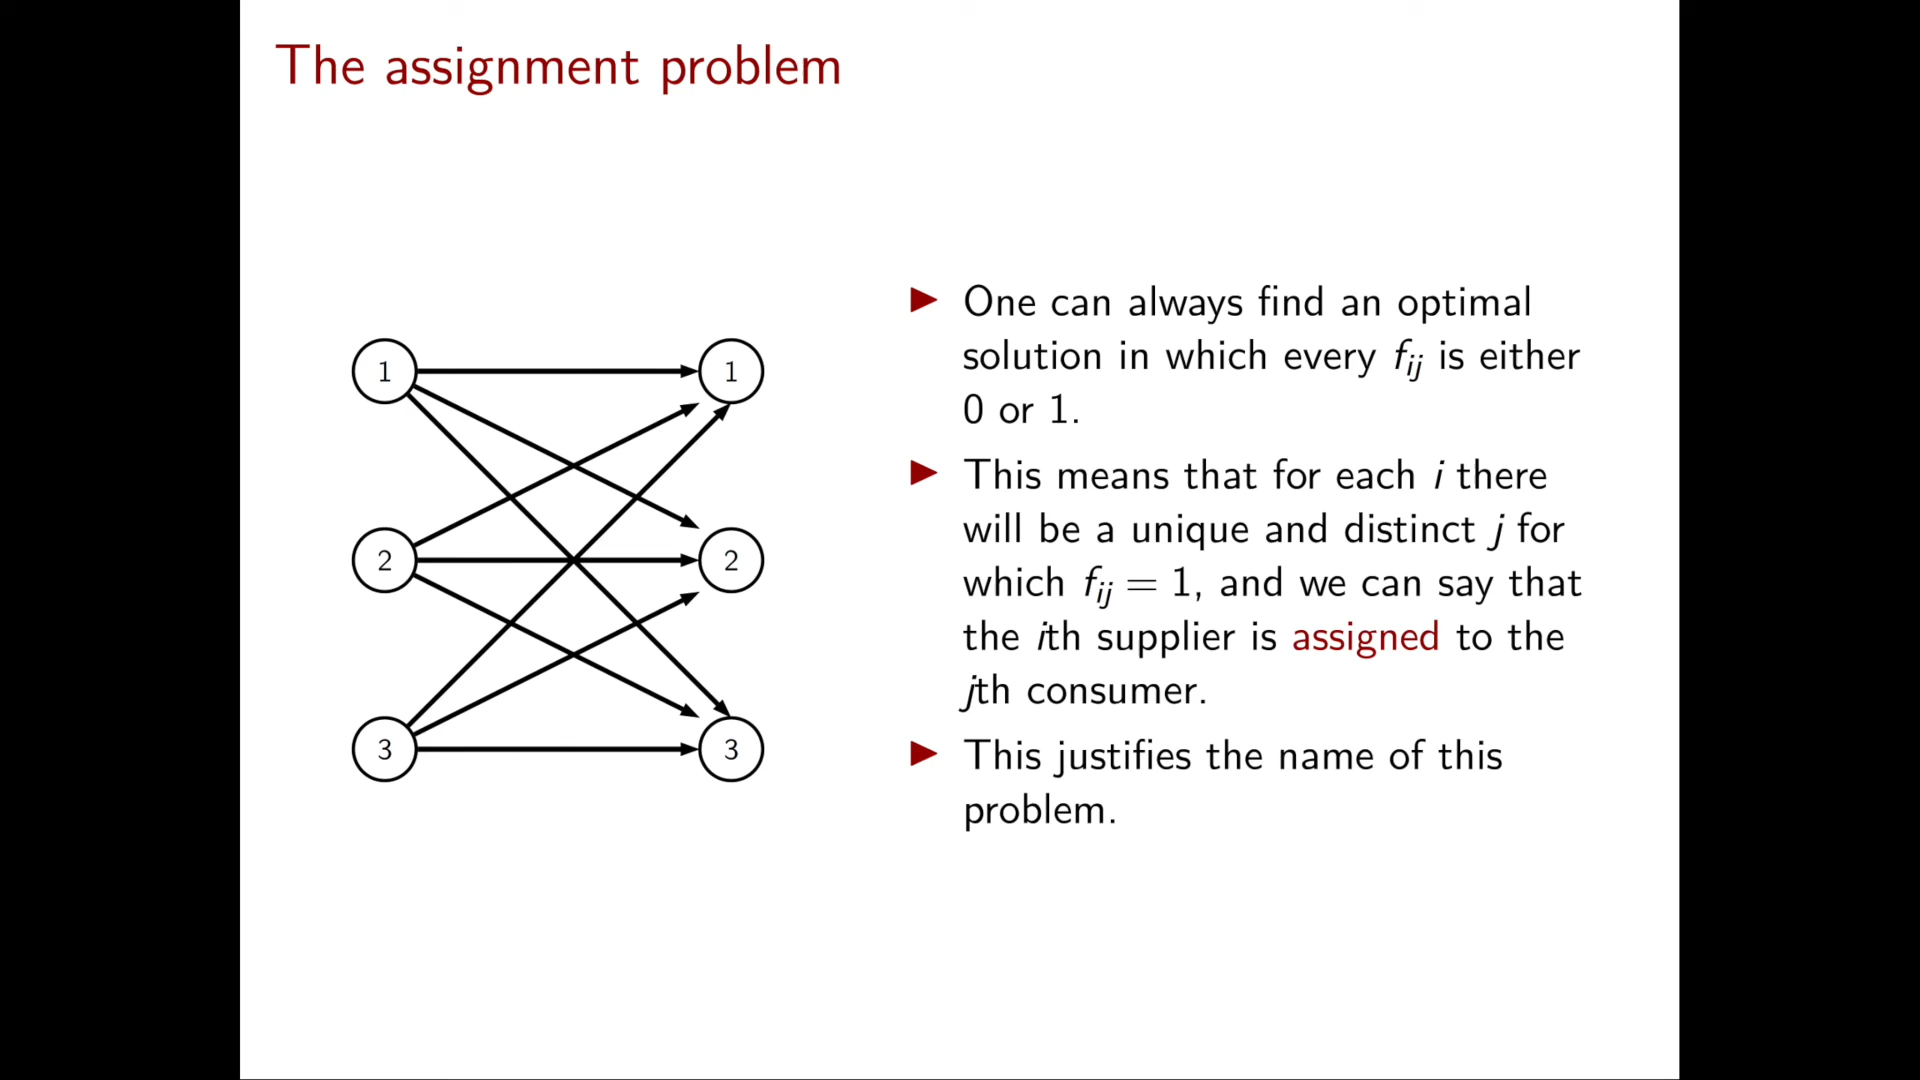 The assignment problem
1
1
2
2
3
3
▶ One can always find an optimal
solution in which every f_ij is either
0 or 1.
▶ This means that for each i there
will be a unique and distinct j for
which f_ij = 1, and we can say that
the ith supplier is assigned to the
jth consumer.
▶ This justifies the name of this
problem.